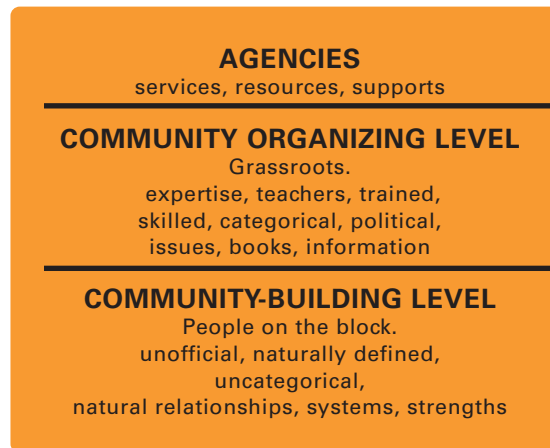 AGENCIES
services, resources, supports
COMMUNITY ORGANIZING LEVEL
Grassroots.
expertise, teachers, trained,
skilled, categorical, political,
issues, books, information
COMMUNITY-BUILDING LEVEL
People on the block.
unofficial, naturally defined,
uncategorical,
natural relationships, systems, strengths